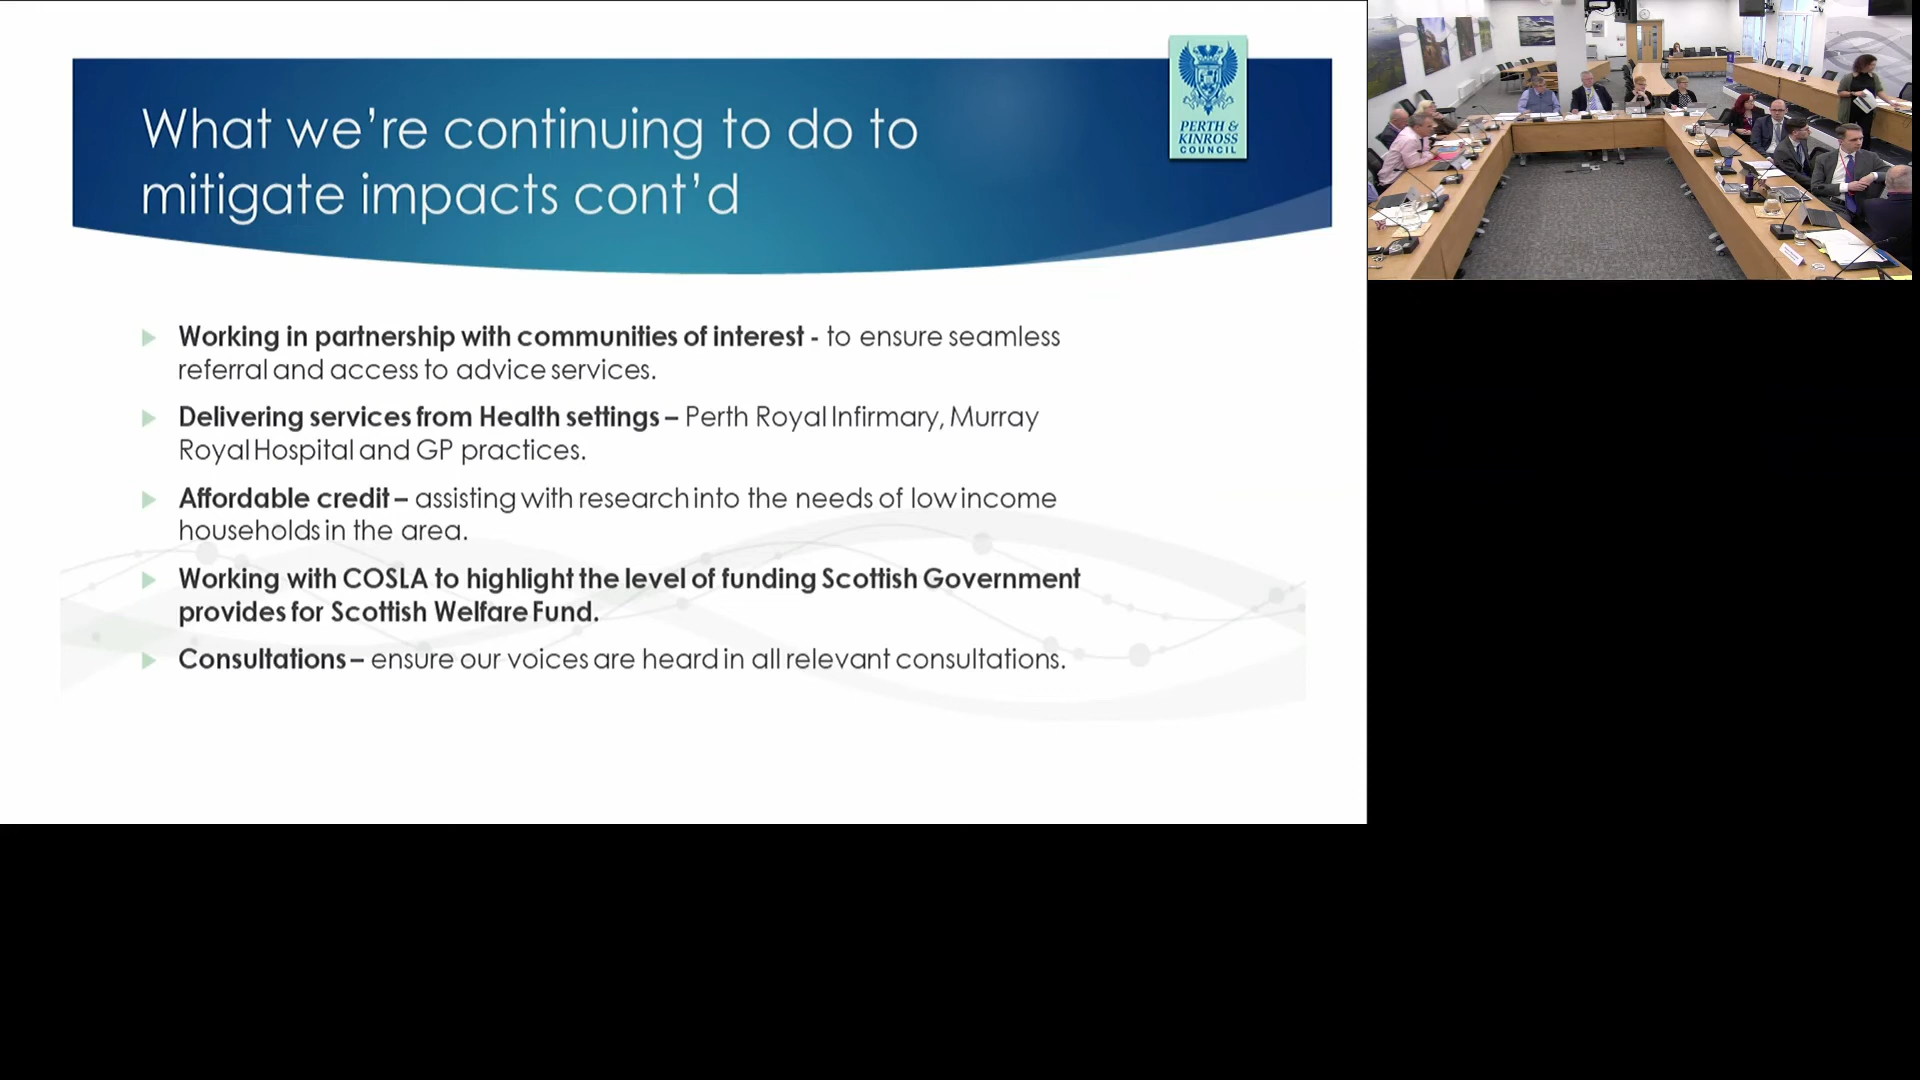 What we're continuing to do to
mitigate impacts cont'd
PERTH &
KINROSS
COUNCIL
Working in partnership with communities of interest - to ensure seamless
referral and access to advice services.
Delivering services from Health settings – Perth Royal Infirmary, Murray
Royal Hospital and GP practices.
Affordable credit – assisting with research into the needs of low income
households in the area.
Working with COSLA to highlight the level of funding Scottish Government
provides for Scottish Welfare Fund.
Consultations – ensure our voices are heard in all relevant consultations.